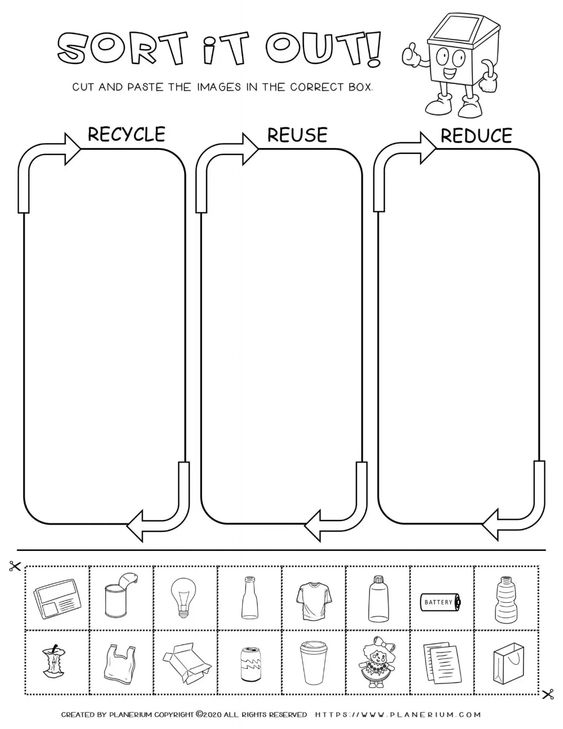 SORT iT OUT!
CUT AND PASTE THE IMAGES IN THE CORRECT BOX.
RECYCLE
REUSE
REDUCE
BATTERY
CREATED BY PLANERIUM COPYRIGHT ©2020 ALL RIGHTS RESERVED HTTPS://WWW.PLANERIUM.COM